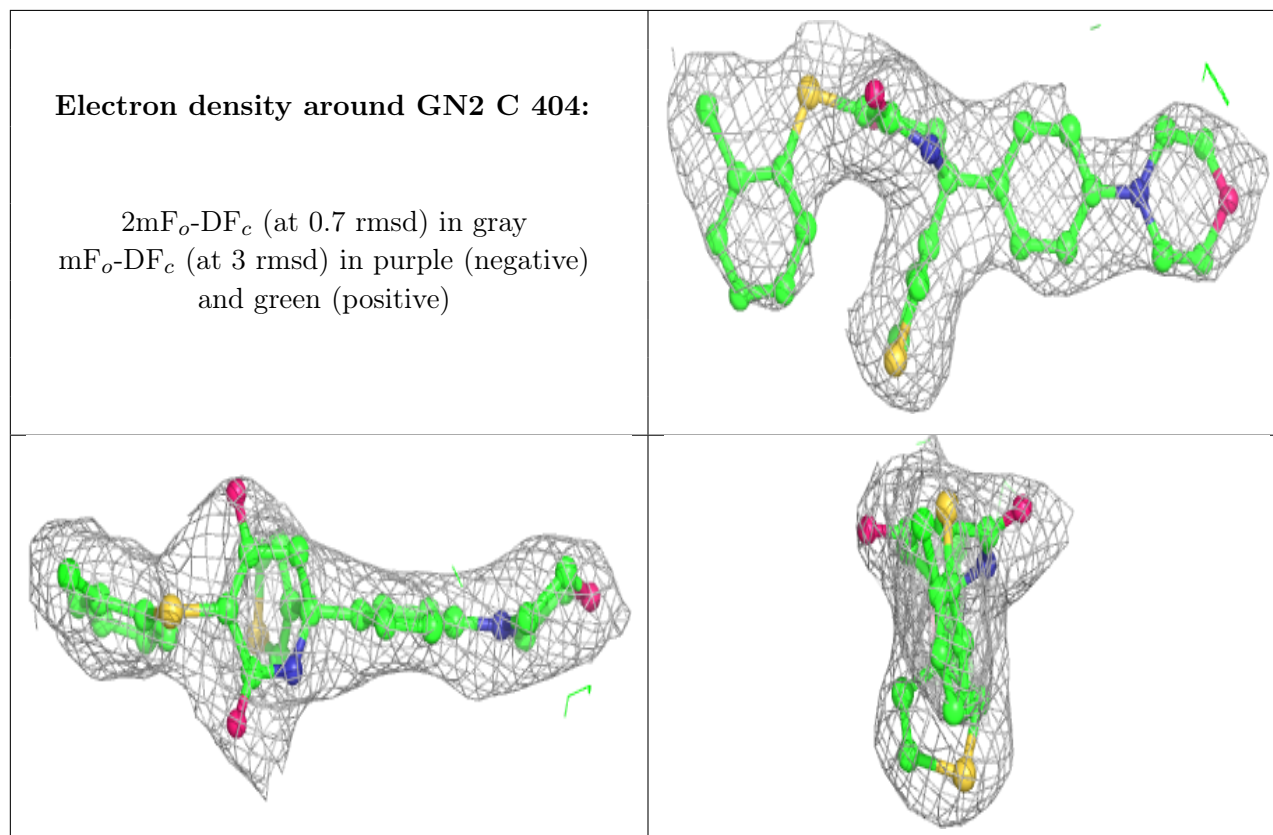 Electron density around GN2 C 404:
2mFo-DFc (at 0.7 rmsd) in gray
mFo-DFc (at 3 rmsd) in purple (negative)
and green (positive)